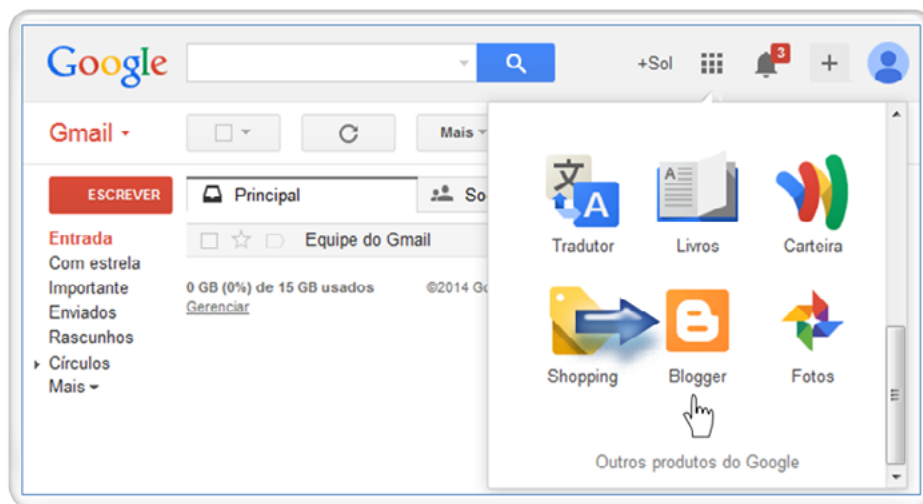 Google
+Sol
3
Gmail
Mais
ESCREVER
Principal
So
Entrada
Equipe do Gmail
Com estrela
Importante
0 GB (0%) de 15 GB usados
©2014 Go
Gerenciar
Enviados
Rascunhos
Círculos
Mais
文
A
A
Tradutor
Livros
Carteira
Shopping
Blogger
Fotos
Outros produtos do Google